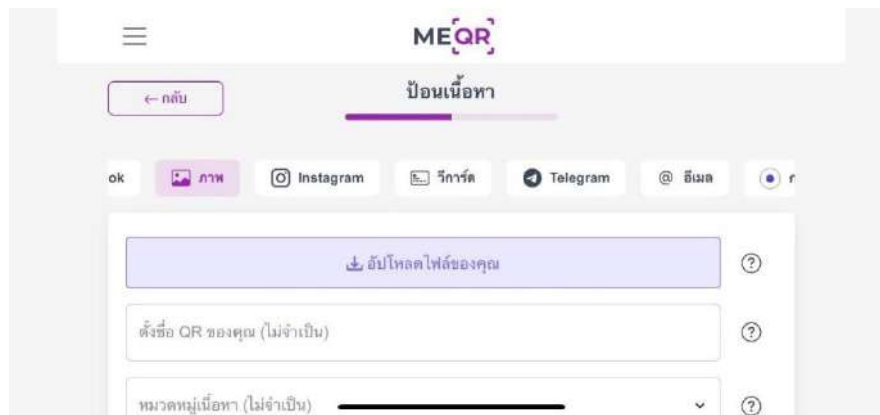 MEQR
← กลับ
ป้อนเนื้อหา
ok ภาพ Instagram วีการ์ด Telegram @ อีเมล
อัปโหลดไฟล์ของคุณ
ตั้งชื่อ QR ของคุณ (ไม่จำเป็น)
หมวดหมู่เนื้อหา (ไม่จำเป็น)